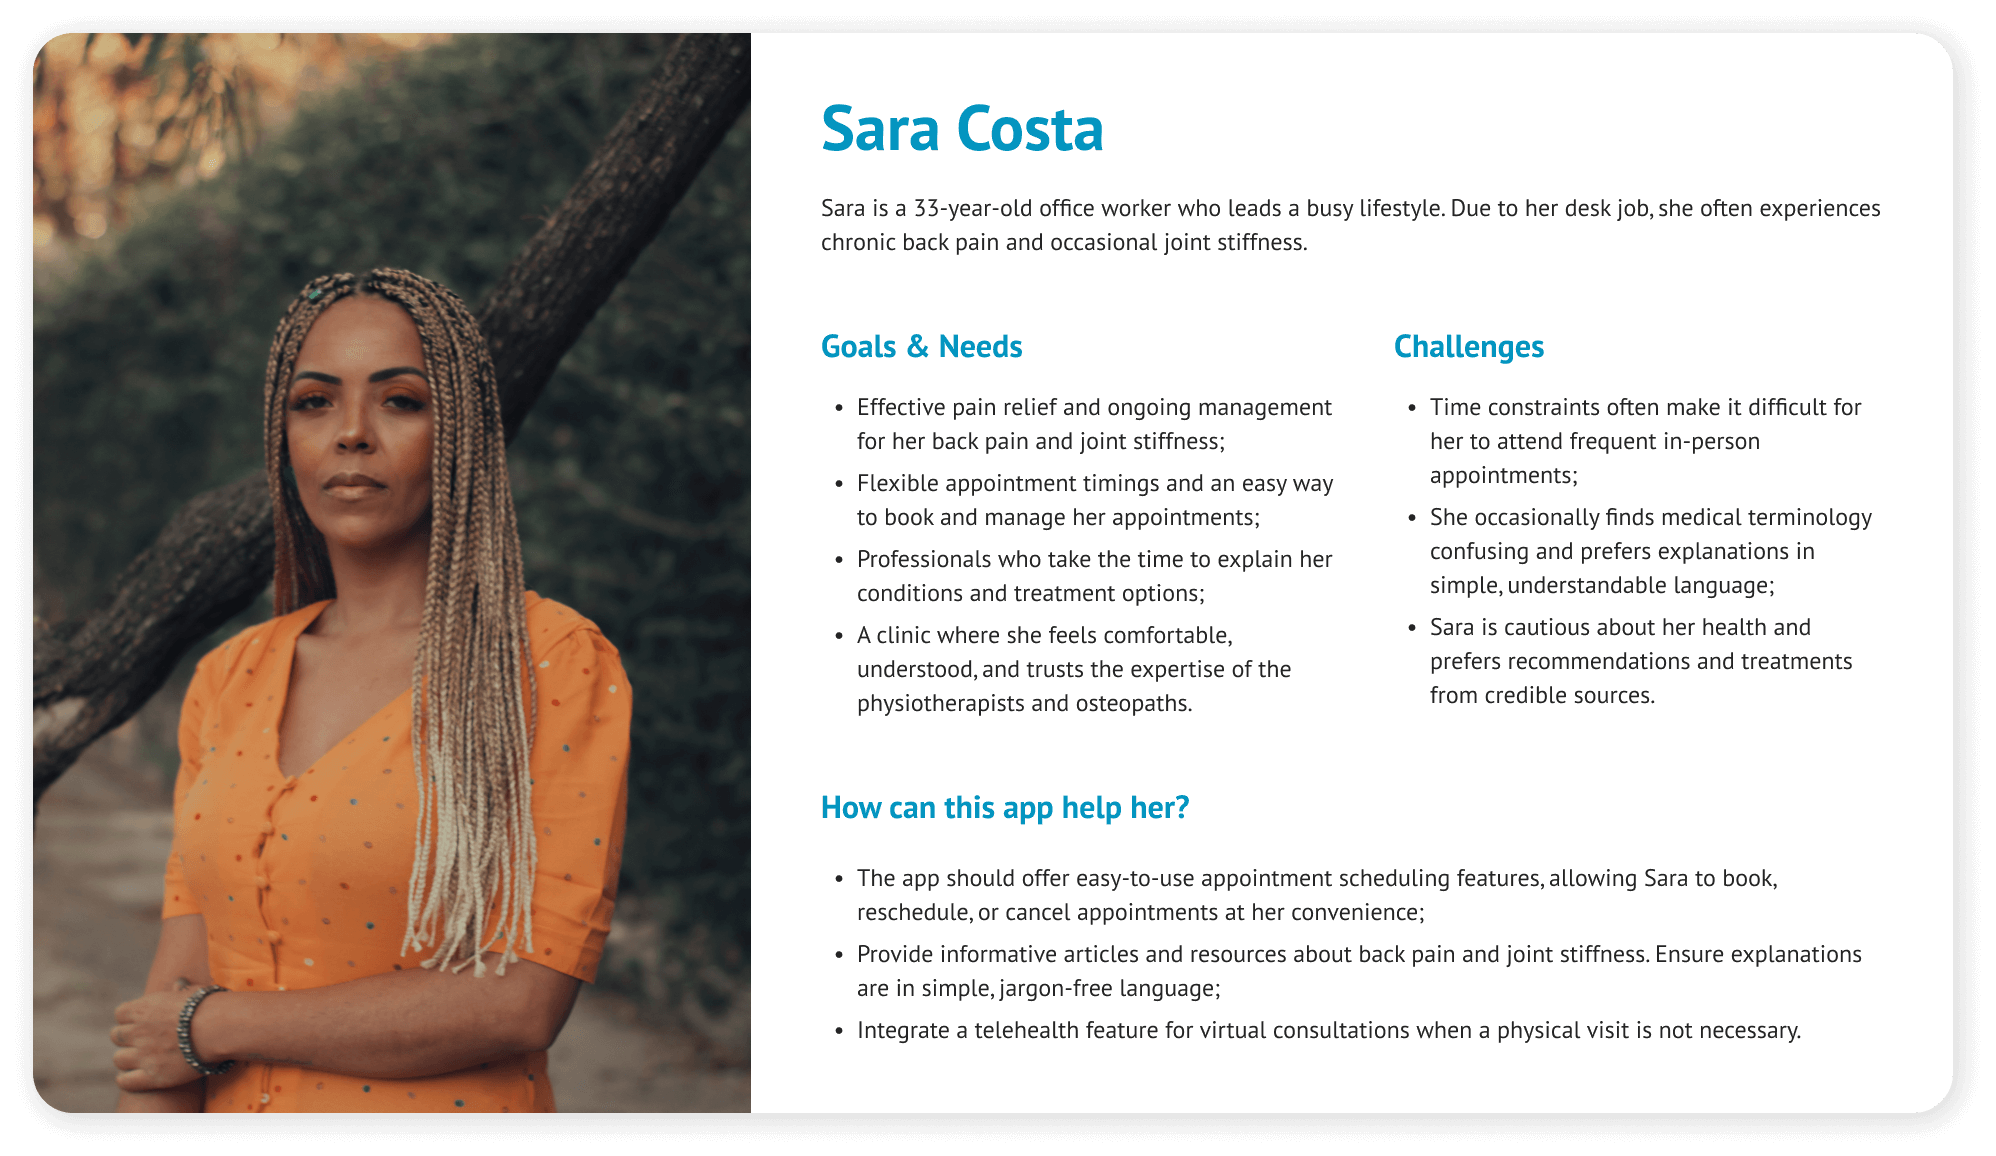 Sara Costa
Sara is a 33-year-old office worker who leads a busy lifestyle. Due to her desk job, she often experiences
chronic back pain and occasional joint stiffness.
Goals & Needs
• Effective pain relief and ongoing management
for her back pain and joint stiffness;
• Flexible appointment timings and an easy way
to book and manage her appointments;
• Professionals who take the time to explain her
conditions and treatment options;
• A clinic where she feels comfortable,
understood, and trusts the expertise of the
physiotherapists and osteopaths.
Challenges
• Time constraints often make it difficult for
her to attend frequent in-person
appointments;
• She occasionally finds medical terminology
confusing and prefers explanations in
simple, understandable language;
• Sara is cautious about her health and
prefers recommendations and treatments
from credible sources.
How can this app help her?
• The app should offer easy-to-use appointment scheduling features, allowing Sara to book,
reschedule, or cancel appointments at her convenience;
• Provide informative articles and resources about back pain and joint stiffness. Ensure explanations
are in simple, jargon-free language;
• Integrate a telehealth feature for virtual consultations when a physical visit is not necessary.